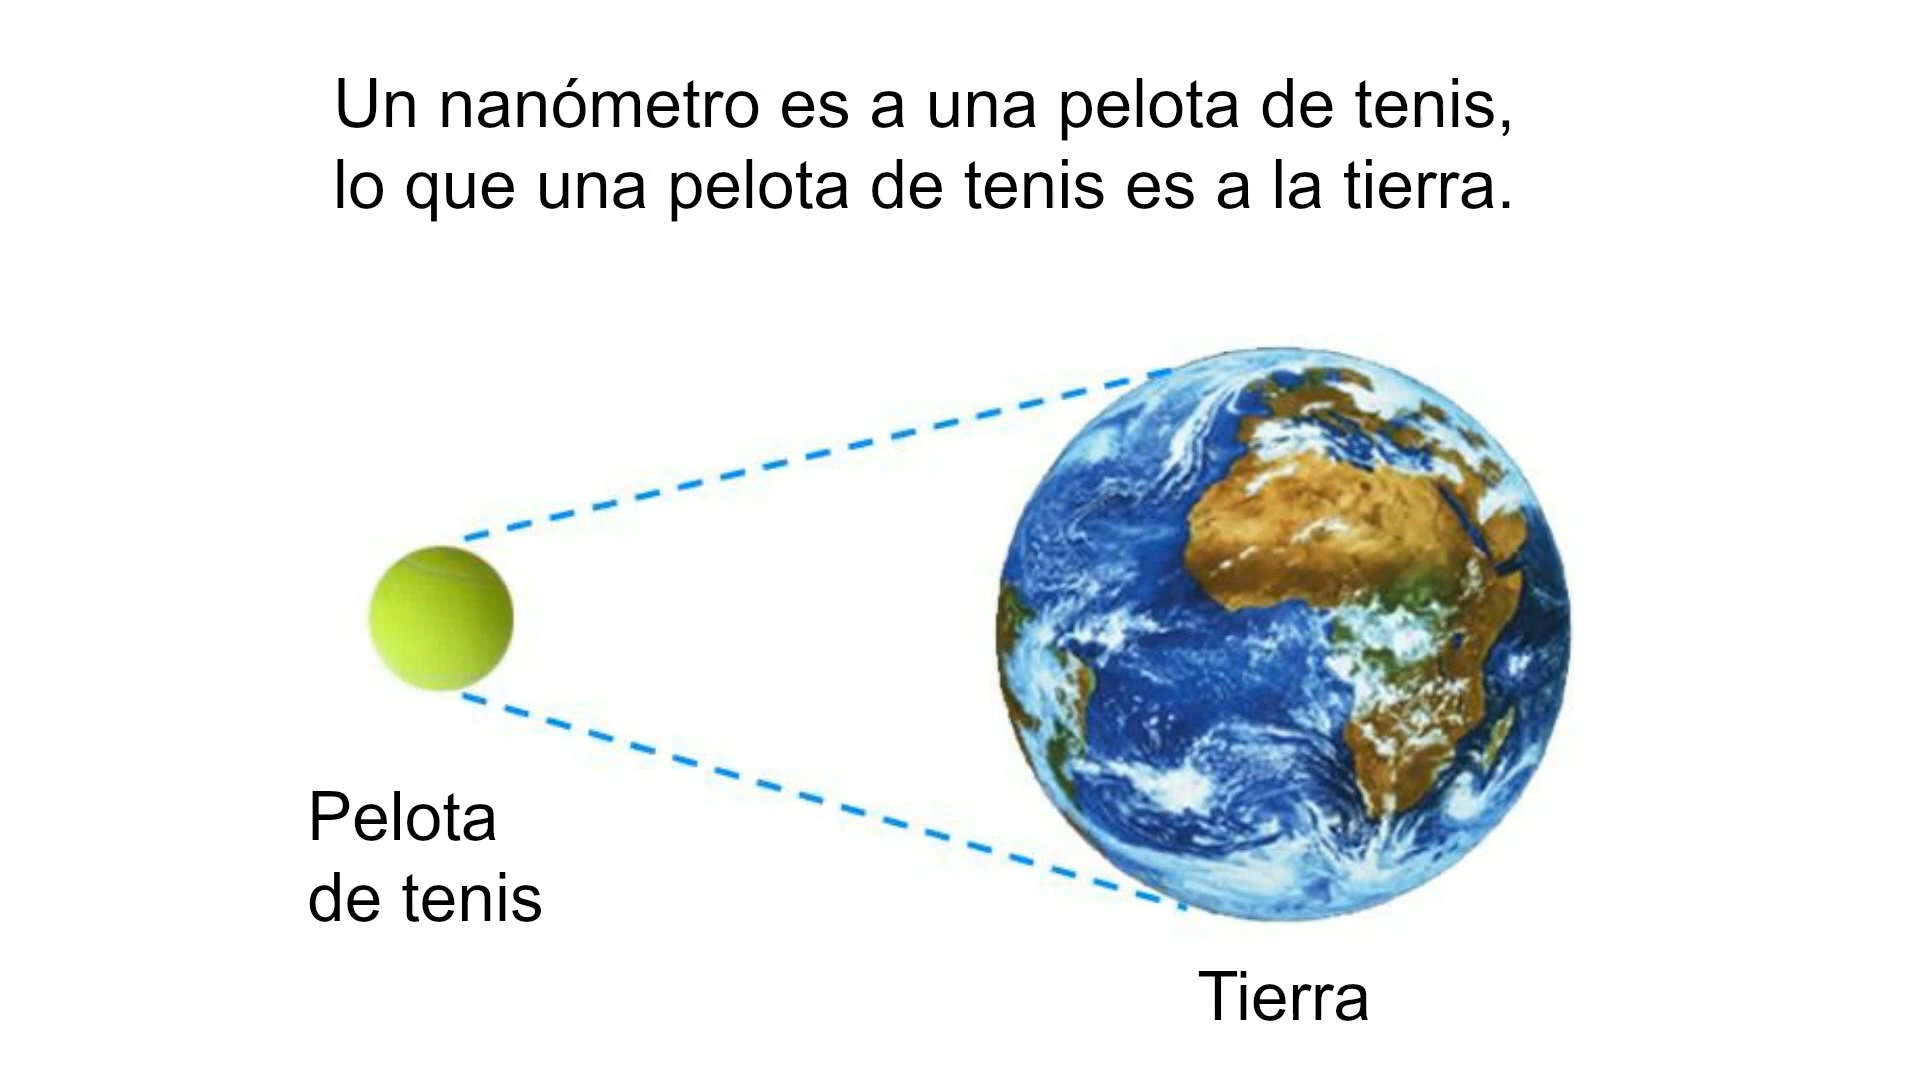 Un nanómetro es a una pelota de tenis,
lo que una pelota de tenis es a la tierra.
Pelota
de tenis
Tierra